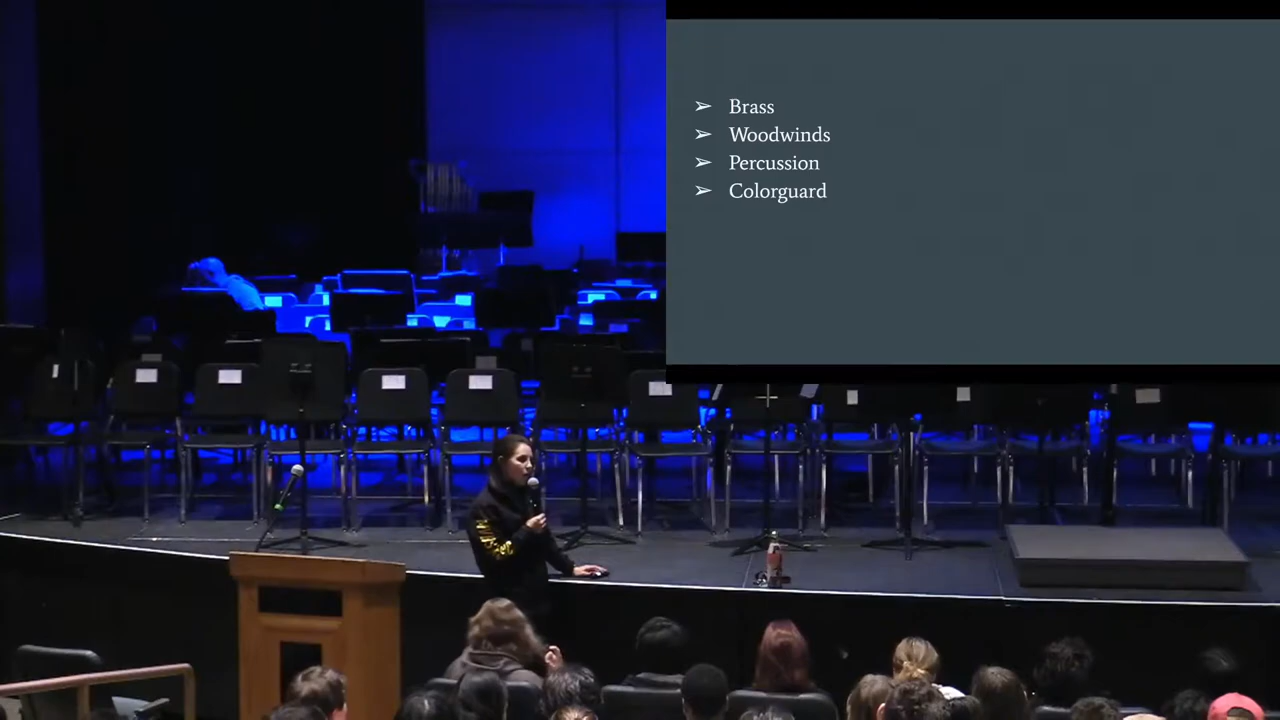 ➢ Brass
➢ Woodwinds
➢ Percussion
➢ Colorguard